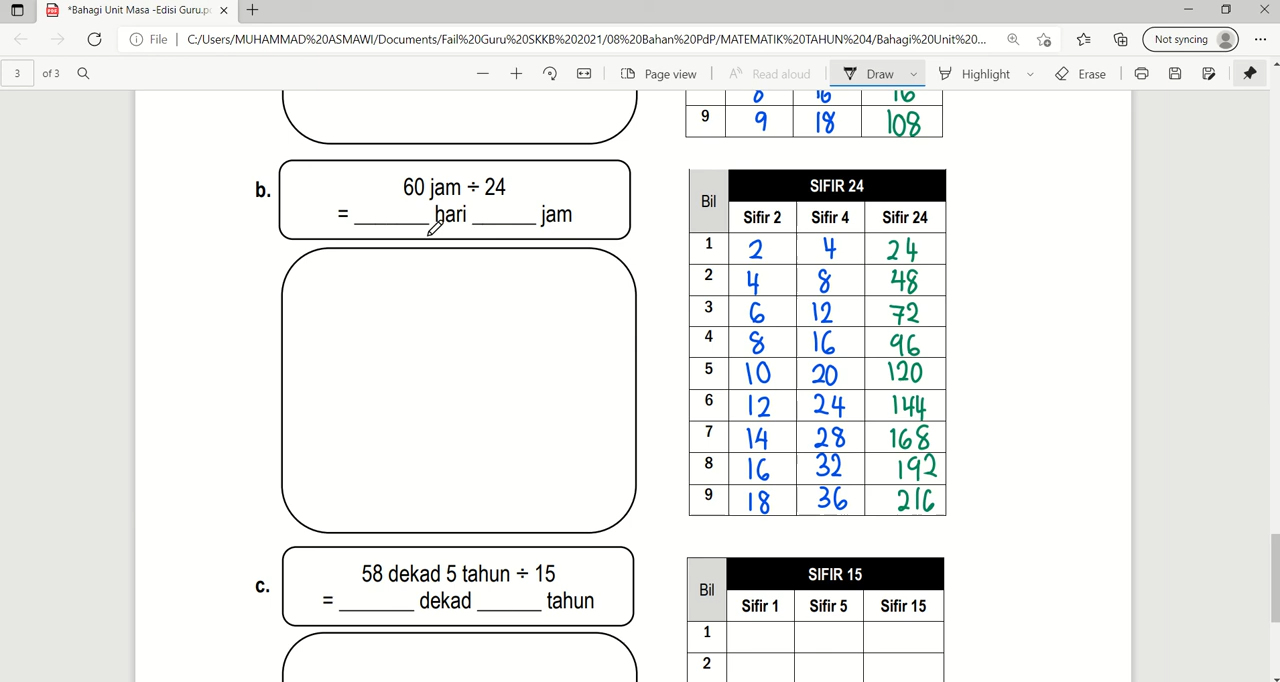 *Bahagi Unit Masa -Edisi Guru.p
File C:/Users/MUHAMMAD%20ASMAWI/Documents/Fail%20Guru%20SKKB%202021/08%20Bahan%20PdP/MATEMATIK%20TAHUN%204/Bahagi%20Unit%20... Not syncing
3 of 3 Page view Read aloud Draw Highlight Erase
8 16 16
9 9 18 108
b. 60 jam ÷ 24
= _______ hari ______ jam
Bil SIFIR 24
Sifir 2 Sifir 4 Sifir 24
1 2 4 24
2 4 8 48
3 6 12 72
4 8 16 96
5 10 20 120
6 12 24 144
7 14 28 168
8 16 32 192
9 18 36 216
c. 58 dekad 5 tahun ÷ 15
= _______ dekad ______ tahun
Bil SIFIR 15
Sifir 1 Sifir 5 Sifir 15
1
2